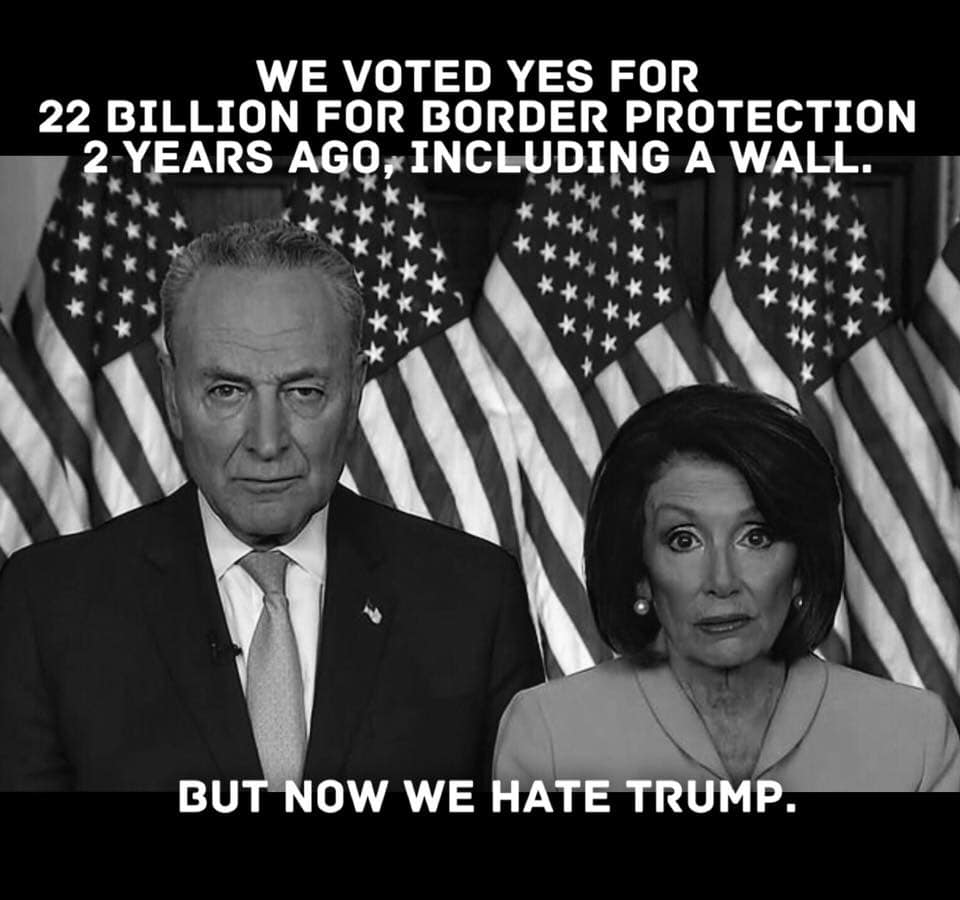 WE VOTED YES FOR
22 BILLION FOR BORDER PROTECTION
2 YEARS AGO, INCLUDING A WALL.
BUT NOW WE HATE TRUMP.